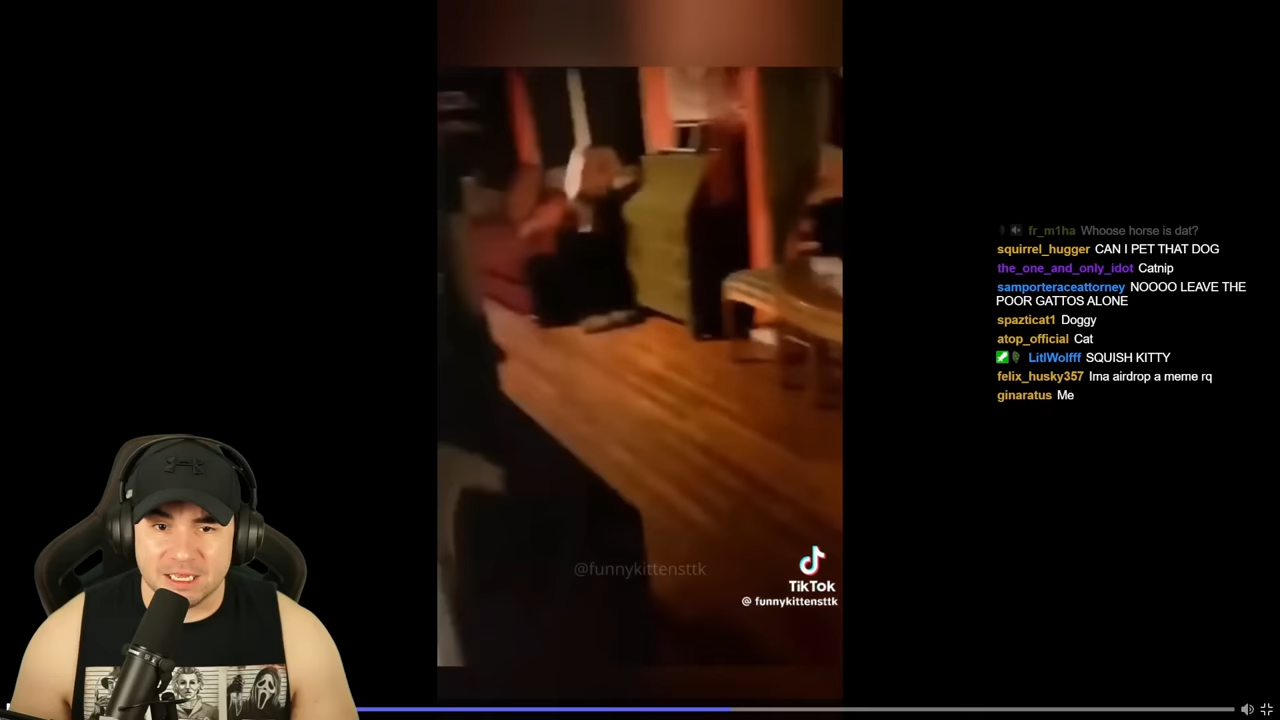 fr_m1ha Whoose horse is dat?
squirrel_hugger CAN I PET THAT DOG
the_one_and_only_idot Catnip
samporteraceattorney NOOOO LEAVE THE
POOR GATTOS ALONE
spazticat1 Doggy
atop_official Cat
LitlWolfff SQUISH KITTY
felix_husky357 Ima airdrop a meme rq
ginaratus Me
@funnykittensttk
TikTok
@ funnykittensttk